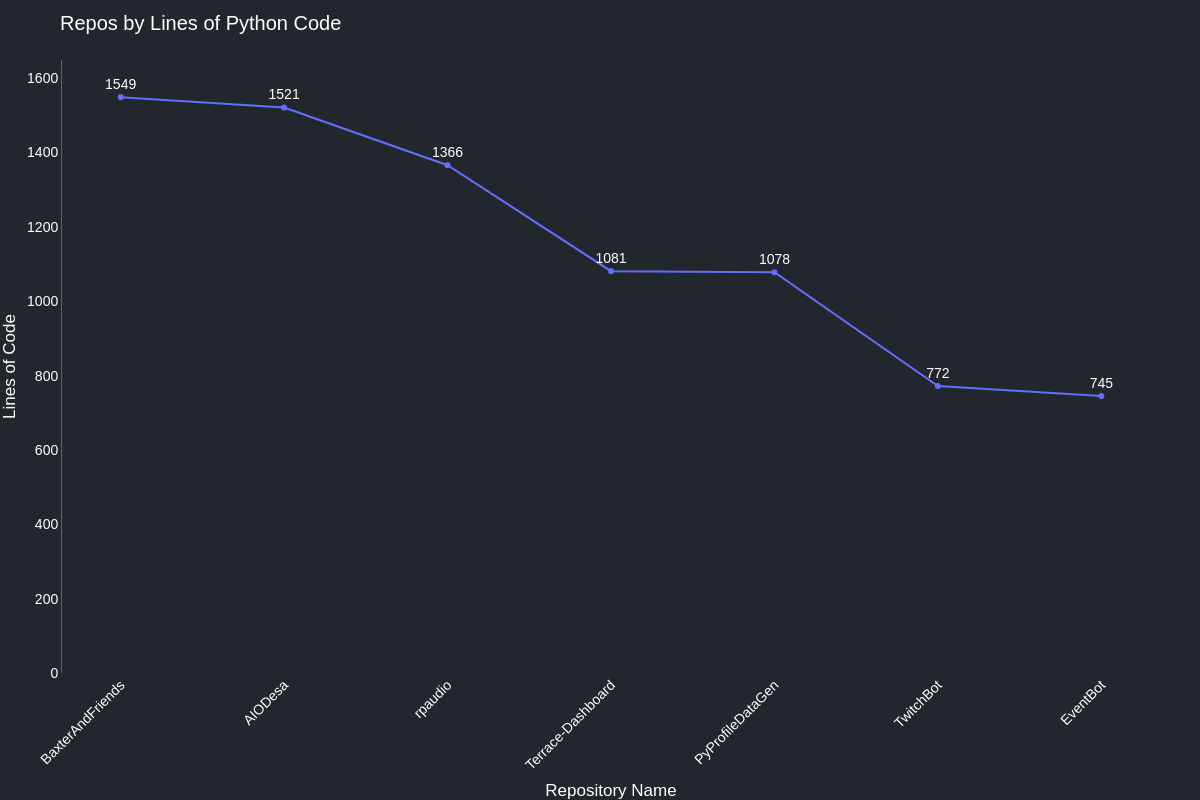 Repos by Lines of Python Code
1600
1400
1200
1000
800
600
400
200
0
Lines of Code
1549
1521
1366
1081
1078
772
745
BaxterAndFriends
AIODesa
rpaudio
Terrace-Dashboard
PyProfileDataGen
TwitchBot
EventBot
Repository Name